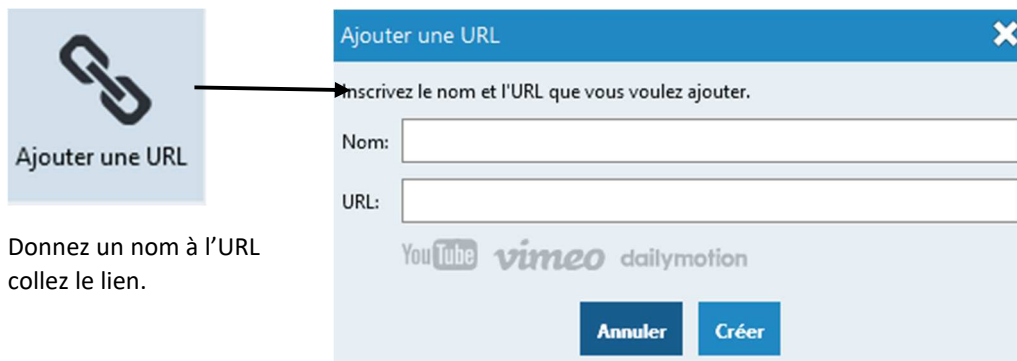 Ajouter une URL
Donnez un nom à l’URL
collez le lien.
Ajouter une URL
Inscrivez le nom et l'URL que vous voulez ajouter.
Nom:
URL:
YouTube vimeo dailymotion
Annuler Créer